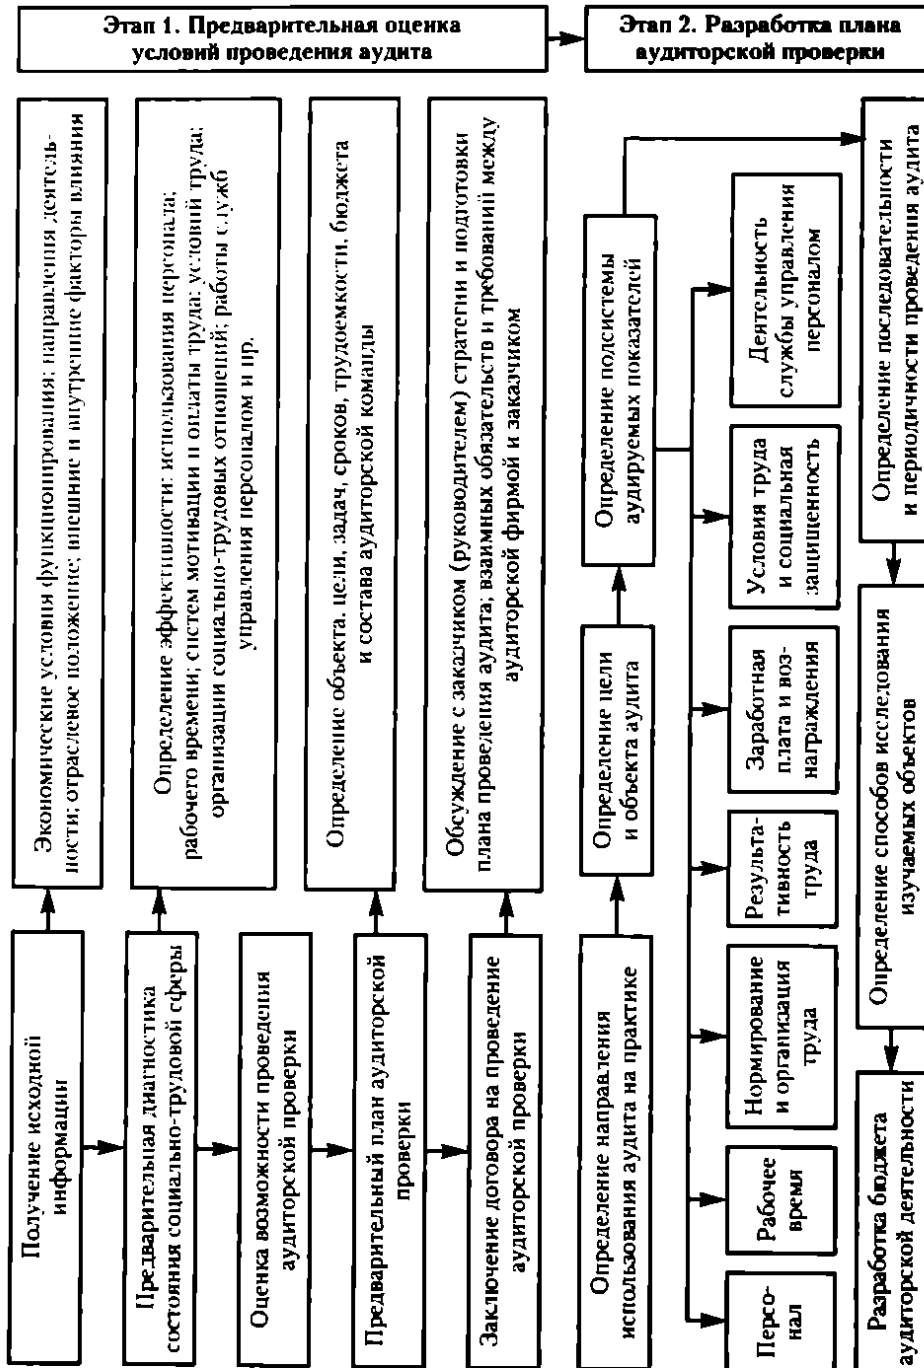 Этап 1. Предварительная оценка
условий проведения аудита
Этап 2. Разработка плана
аудиторской проверки
Получение исходной
информации
Экономические условия функционирования; направления деятель-
ности; отрасленое положение; внешние и внутренние факторы влияния
Предварительная диагностика
состояния социально-трудовой сферы
Определение эффективности: использования персонала;
рабочего времени; систем мотивации и оплаты труда; условий труда;
организации социально-трудовых отношений; работы служб
управления персоналом и пр.
Оценка возможности проведения
аудиторской проверки
Предварительный план аудиторской
проверки
Определение объекта, цели, задач, сроков, трудоемкости, бюджета
и состава аудиторской команды
Заключение договора на проведение
аудиторской проверки
Обсуждение с заказчиком (руководителем) стратегии и подготовки
плана проведения аудита, взаимных обязательств и требований между
аудиторской фирмой и заказчиком
Определение направления
использования аудита на практике
Определение цели
и объекта аудита
Определение подсистемы
аудируемых показателей
Персо-
нал
Рабочее
время
Нормирование
и организация
труда
Результа-
тивность
труда
Заработная
плата и воз-
награждения
Условия труда
и социальная
защищенность
Деятельность
службы управления
персоналом
Определение последовательности
и периодичности проведения аудита
Определение способов исследования
изучаемых объектов
Разработка бюджета
аудиторской деятельности